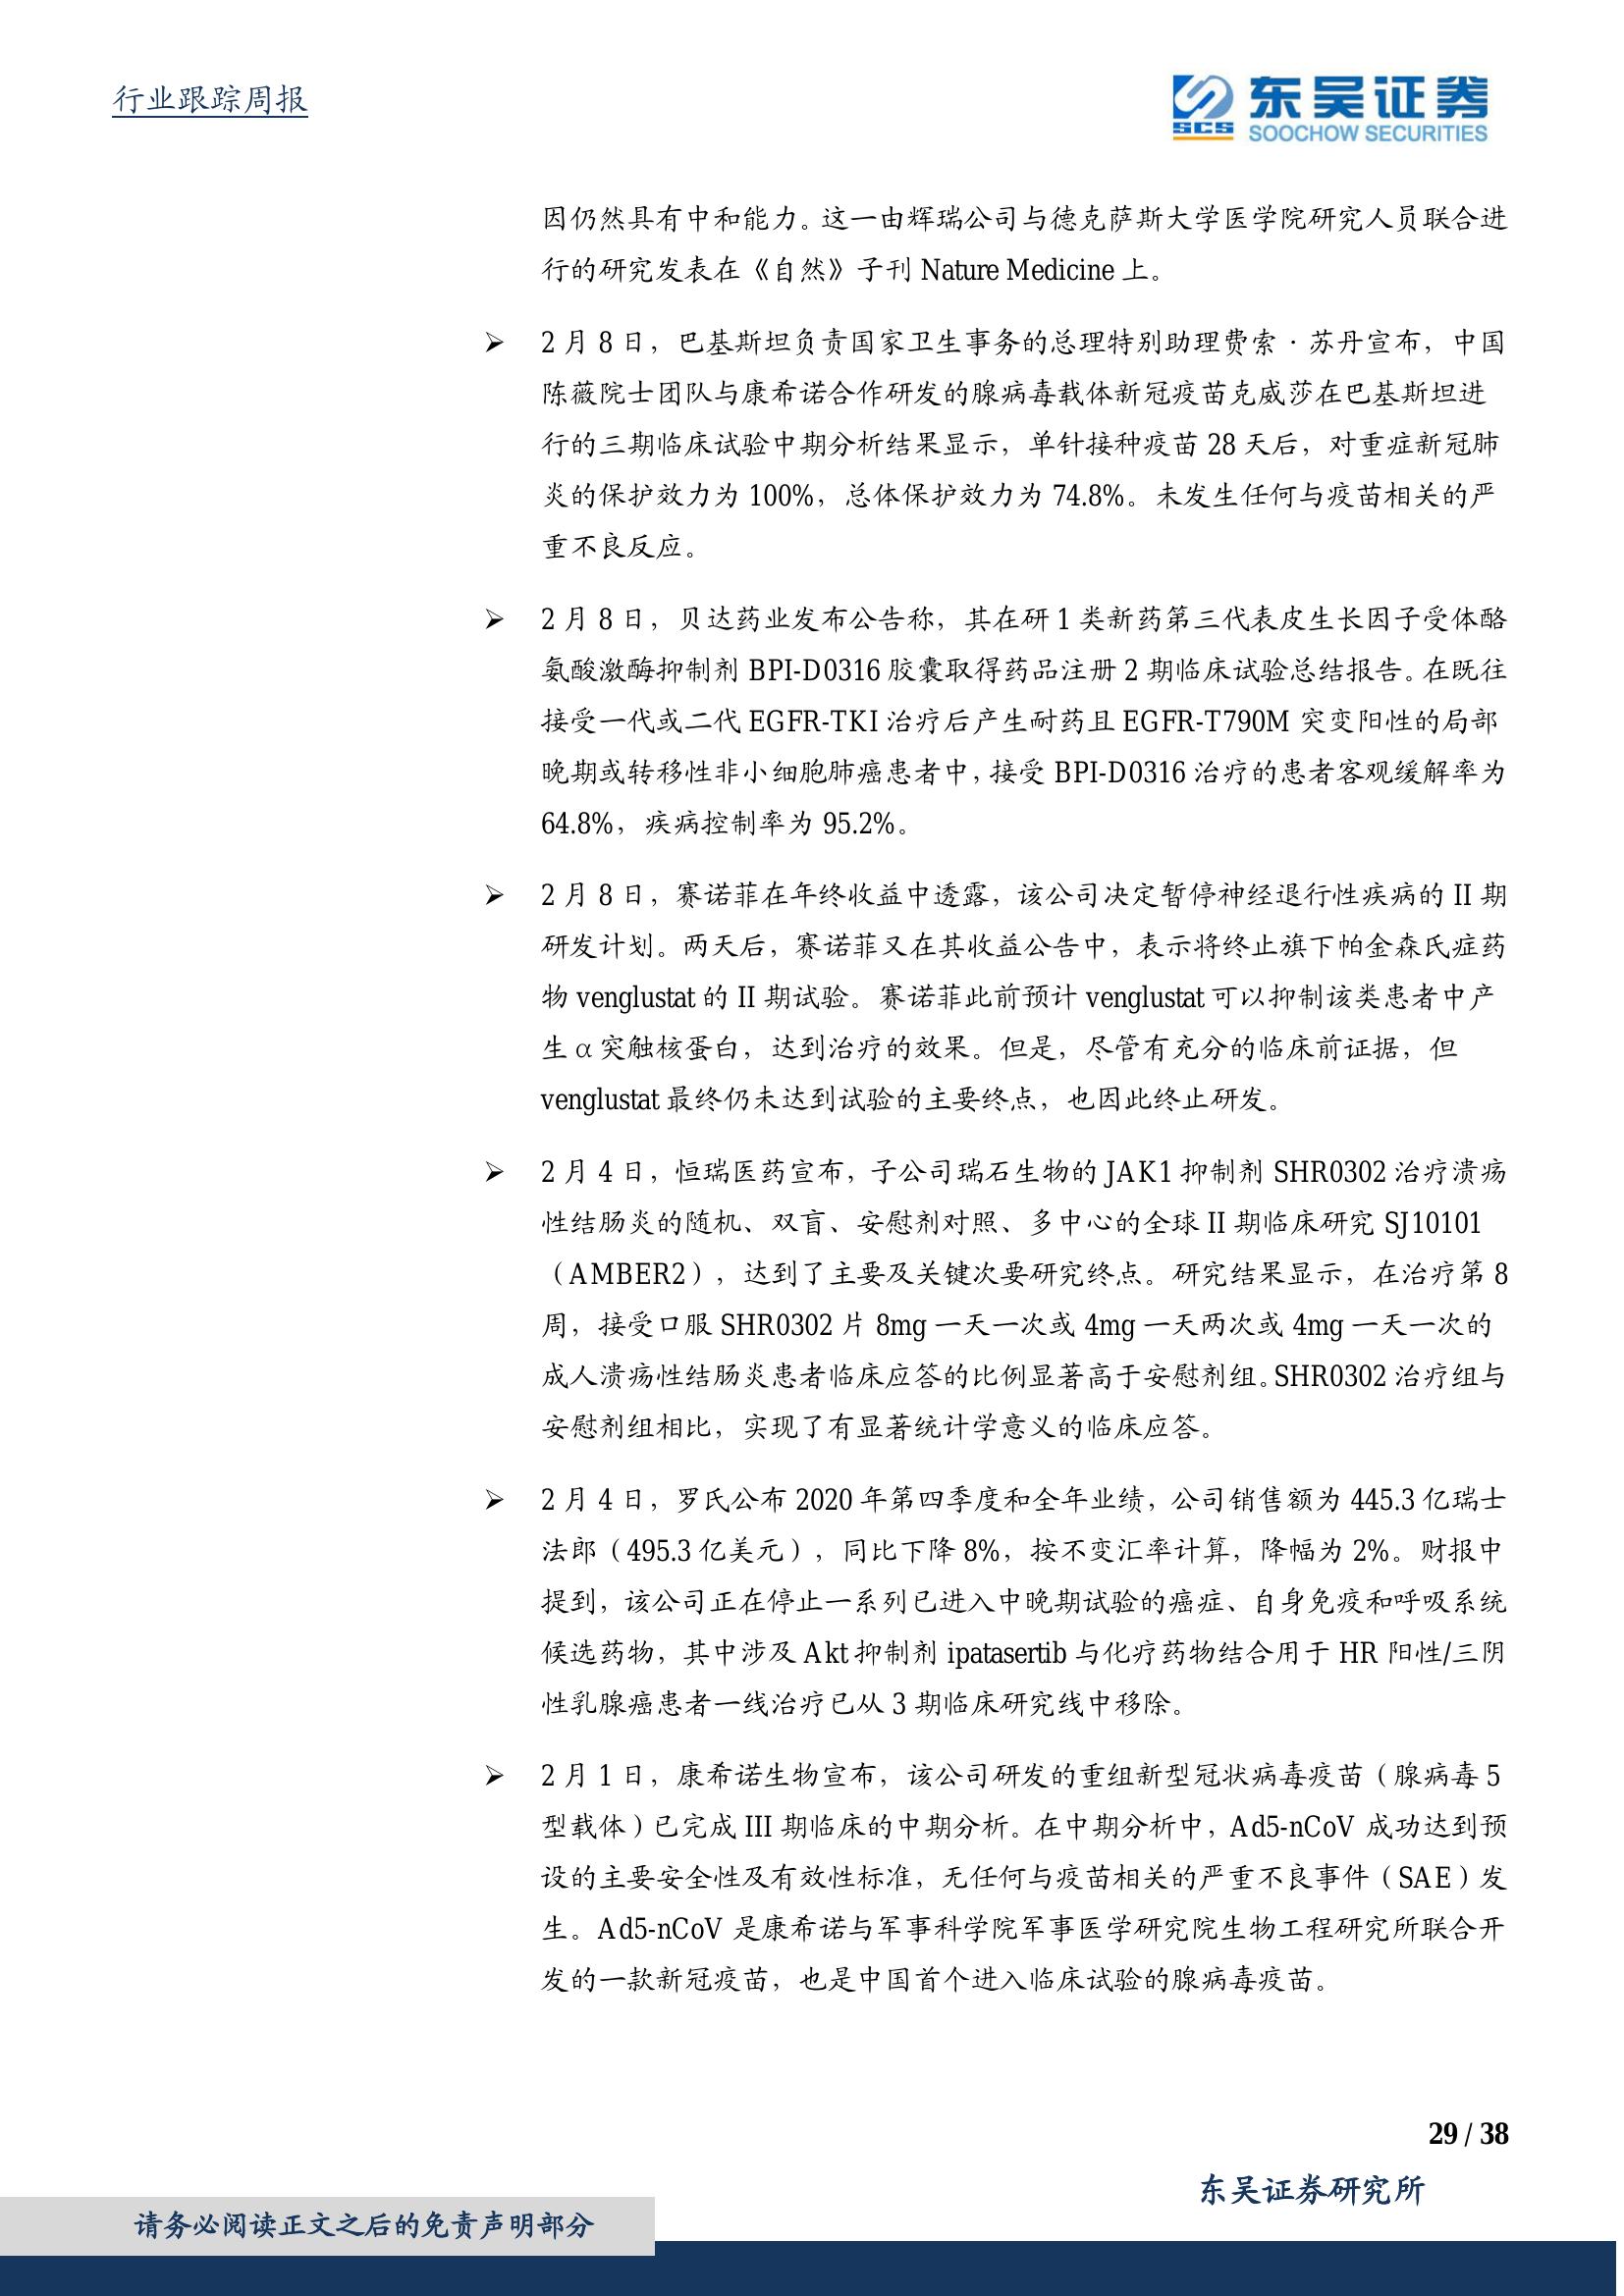 行业跟踪周报
SCS
东吴证券
SOOCHOW SECURITIES
因仍然具有中和能力。这一由辉瑞公司与德克萨斯大学医学院研究人员联合进
行的研究发表在《自然》子刊 Nature Medicine 上。
➢ 2 月 8 日，巴基斯坦负责国家卫生事务的总理特别助理费索·苏丹宣布，中国
陈薇院士团队与康希诺合作研发的腺病毒载体新冠疫苗克威莎在巴基斯坦进
行的三期临床试验中期分析结果显示，单针接种疫苗 28 天后，对重症新冠肺
炎的保护效力为 100%，总体保护效力为 74.8%。未发生任何与疫苗相关的严
重不良反应。
➢ 2 月 8 日，贝达药业发布公告称，其在研 1 类新药第三代表皮生长因子受体酪
氨酸激酶抑制剂 BPI-D0316 胶囊取得药品注册 2 期临床试验总结报告。在既往
接受一代或二代 EGFR-TKI 治疗后产生耐药且 EGFR-T790M 突变阳性的局部
晚期或转移性非小细胞肺癌患者中，接受 BPI-D0316 治疗的患者客观缓解率为
64.8%，疾病控制率为 95.2%。
➢ 2 月 8 日，赛诺菲在年终收益中透露，该公司决定暂停神经退行性疾病的 II 期
研发计划。两天后，赛诺菲又在其收益公告中，表示将终止旗下帕金森氏症药
物 venglustat 的 II 期试验。赛诺菲此前预计 venglustat 可以抑制该类患者中产
生 α 突触核蛋白，达到治疗的效果。但是，尽管有充分的临床前证据，但
venglustat 最终仍未达到试验的主要终点，也因此终止研发。
➢ 2 月 4 日，恒瑞医药宣布，子公司瑞石生物的 JAK1 抑制剂 SHR0302 治疗溃疡
性结肠炎的随机、双盲、安慰剂对照、多中心的全球 II 期临床研究 SJ10101
（AMBER2），达到了主要及关键次要研究终点。研究结果显示，在治疗第 8
周，接受口服 SHR0302 片 8mg 一天一次或 4mg 一天两次或 4mg 一天一次的
成人溃疡性结肠炎患者临床应答的比例显著高于安慰剂组。SHR0302 治疗组与
安慰剂组相比，实现了有显著统计学意义的临床应答。
➢ 2 月 4 日，罗氏公布 2020 年第四季度和全年业绩，公司销售额为 445.3 亿瑞士
法郎（495.3 亿美元），同比下降 8%，按不变汇率计算，降幅为 2%。财报中
提到，该公司正在停止一系列已进入中晚期试验的癌症、自身免疫和呼吸系统
候选药物，其中涉及 Akt 抑制剂 ipatasertib 与化疗药物结合用于 HR 阳性/三阴
性乳腺癌患者一线治疗已从 3 期临床研究线中移除。
➢ 2 月 1 日，康希诺生物宣布，该公司研发的重组新型冠状病毒疫苗（腺病毒 5
型载体）已完成 III 期临床的中期分析。在中期分析中，Ad5-nCoV 成功达到预
设的主要安全性及有效性标准，无任何与疫苗相关的严重不良事件（SAE）发
生。Ad5-nCoV 是康希诺与军事科学院军事医学研究院生物工程研究所联合开
发的一款新冠疫苗，也是中国首个进入临床试验的腺病毒疫苗。
29 / 38
东吴证券研究所
请务必阅读正文之后的免责声明部分